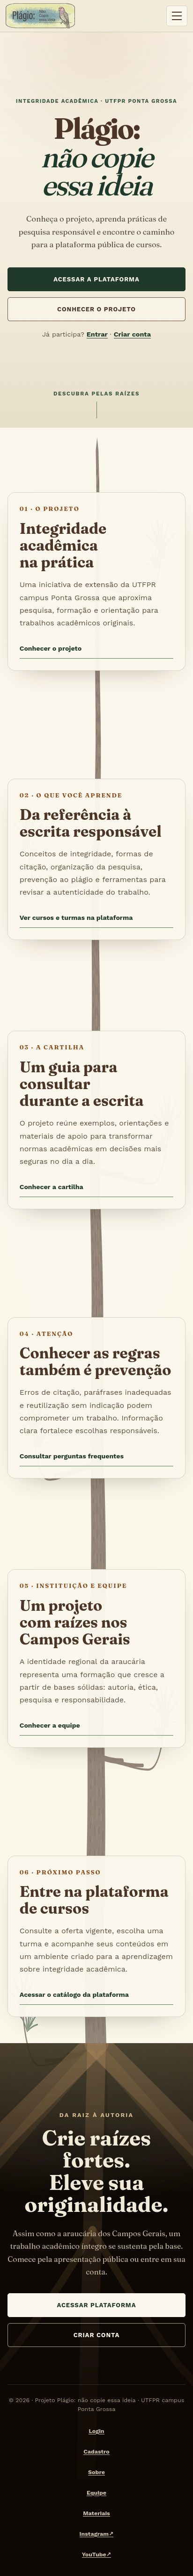 Plágio:
INTEGRIDADE ACADÊMICA · UTFPR PONTA GROSSA
Plágio:
não copie
essa ideia
Conheça o projeto, aprenda práticas de
pesquisa responsável e encontre o caminho
para a plataforma pública de cursos.
ACESSAR A PLATAFORMA
CONHECER O PROJETO
Já participa? Entrar · Criar conta
DESCUBRA PELAS RAÍZES
01 · O PROJETO
Integridade
acadêmica
na prática
Uma iniciativa de extensão da UTFPR
campus Ponta Grossa que aproxima
pesquisa, formação e orientação para
trabalhos acadêmicos originais.
Conhecer o projeto
02 · O QUE VOCÊ APRENDE
Da referência à
escrita responsável
Conceitos de integridade, formas de
citação, organização da pesquisa,
prevenção ao plágio e ferramentas para
revisar a autenticidade do trabalho.
Ver cursos e turmas na plataforma
03 · A CARTILHA
Um guia para
consultar
durante a escrita
O projeto reúne exemplos, orientações e
materiais de apoio para transformar
normas acadêmicas em decisões mais
seguras no dia a dia.
Conhecer a cartilha
04 · ATENÇÃO
Conhecer as regras
também é prevenção
Erros de citação, paráfrases inadequadas
e reutilização sem indicação podem
comprometer um trabalho. Informação
clara fortalece escolhas responsáveis.
Consultar perguntas frequentes
05 · INSTITUIÇÃO E EQUIPE
Um projeto
com raízes nos
Campos Gerais
A identidade regional da araucária
representa uma formação que cresce a
partir de bases sólidas: autoria, ética,
pesquisa e responsabilidade.
Conhecer a equipe
06 · PRÓXIMO PASSO
Entre na plataforma
de cursos
Consulte a oferta vigente, escolha uma
turma e acompanhe seus conteúdos em
um ambiente criado para a aprendizagem
sobre integridade acadêmica.
Acessar o catálogo da plataforma
DA RAIZ À AUTORIA
Crie raízes
fortes.
Eleve sua
originalidade.
Assim como a araucária dos Campos Gerais, um
trabalho acadêmico íntegro se sustenta pela base.
Comece pela apresentação pública ou entre em sua
conta.
ACESSAR PLATAFORMA
CRIAR CONTA
© 2026 · Projeto Plágio: não copie essa ideia · UTFPR campus
Ponta Grossa
Login
Cadastro
Sobre
Equipe
Materiais
Instagram↗
YouTube↗